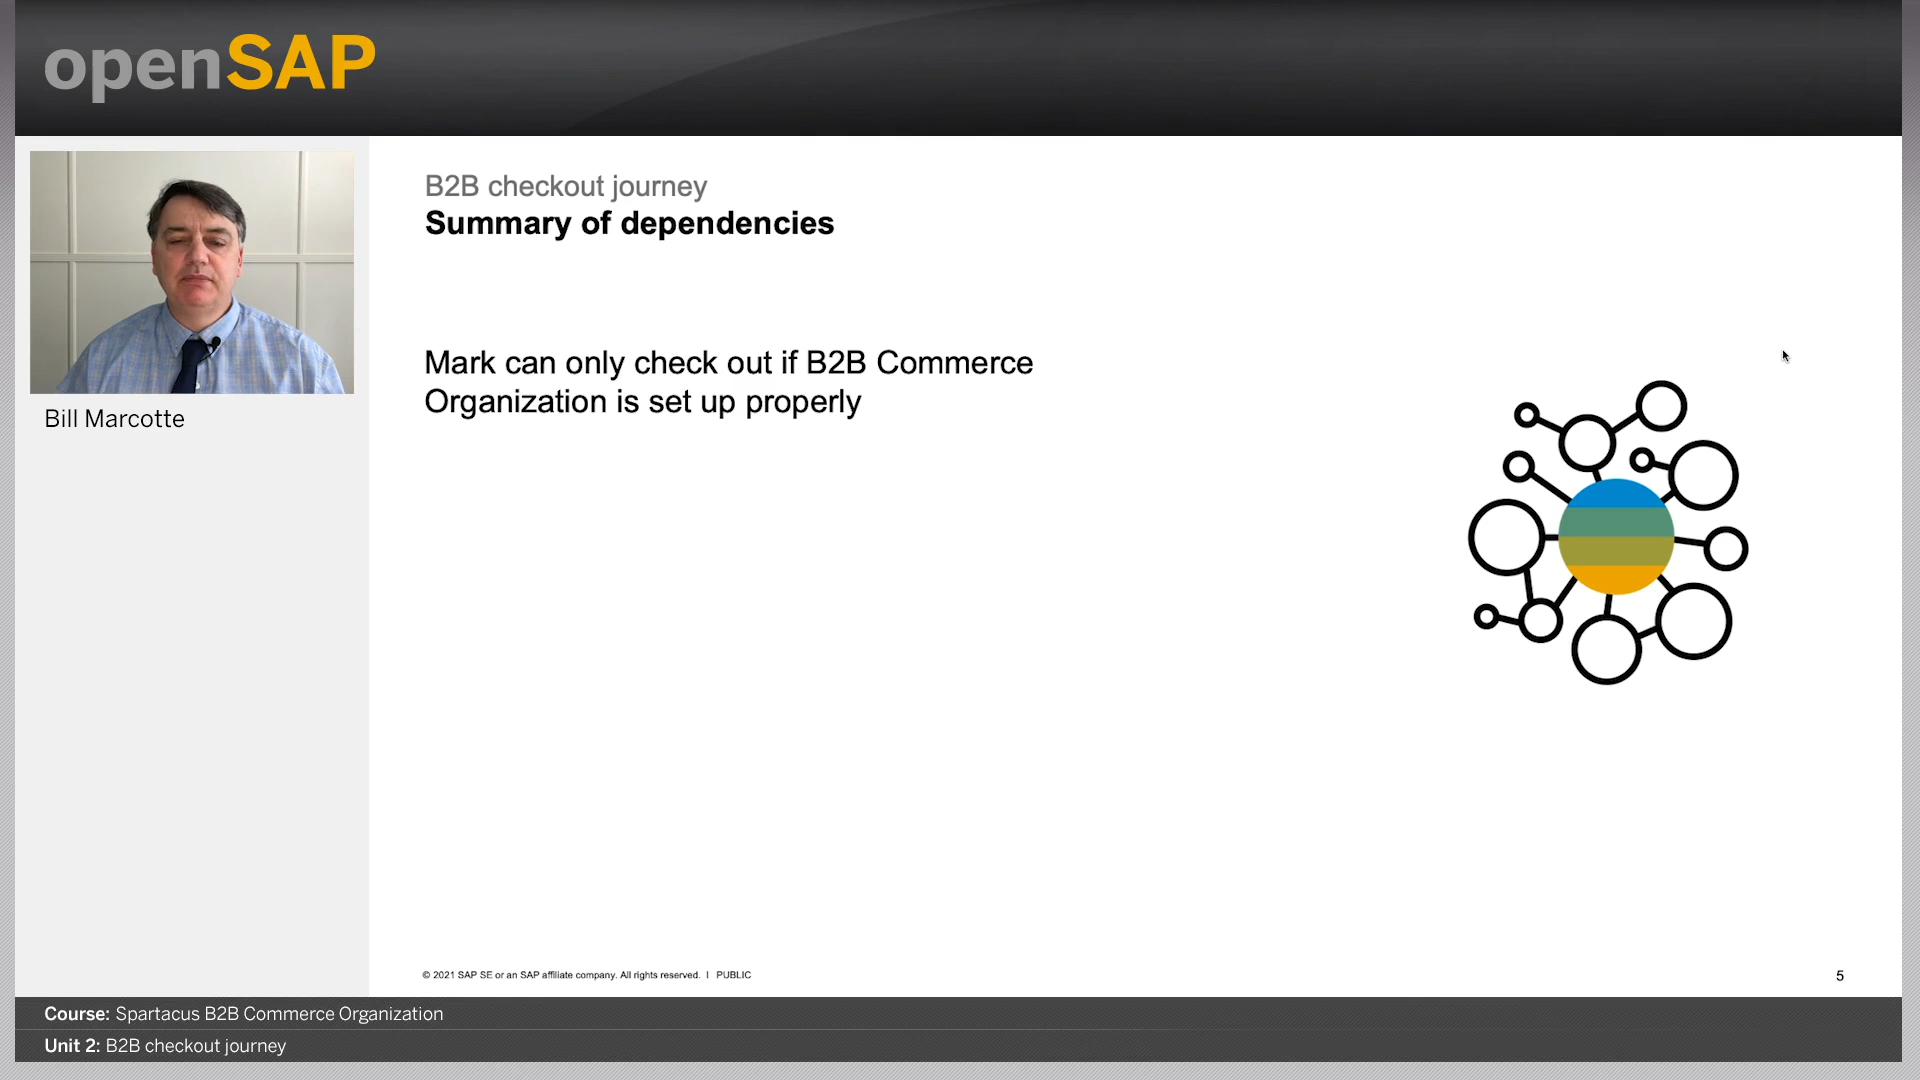 openSAP
Bill Marcotte
B2B checkout journey
Summary of dependencies
Mark can only check out if B2B Commerce
Organization is set up properly
© 2021 SAP SE or an SAP affiliate company. All rights reserved. I PUBLIC
5
Course: Spartacus B2B Commerce Organization
Unit 2: B2B checkout journey